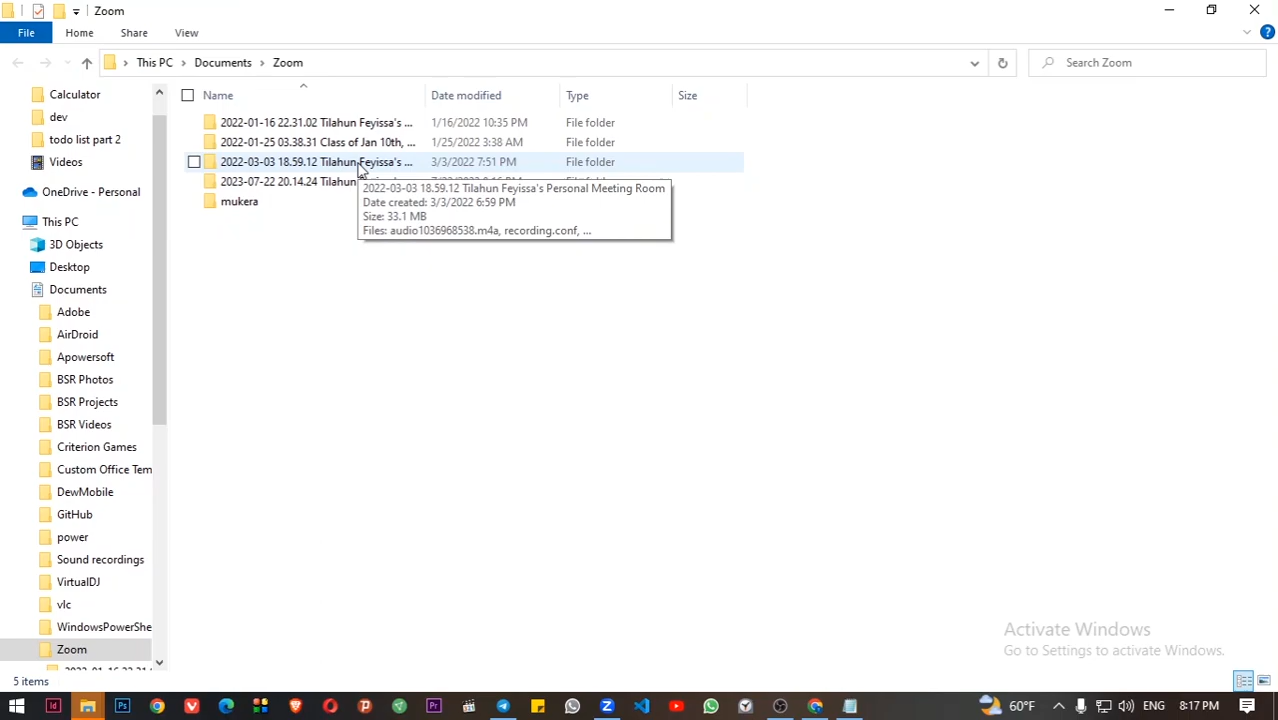 Zoom
File Home Share View
This PC Documents Zoom
Search Zoom
Name Date modified Type Size
Calculator
dev
todo list part 2
Videos
OneDrive - Personal
This PC
3D Objects
Desktop
Documents
Adobe
AirDroid
Apowersoft
BSR Photos
BSR Projects
BSR Videos
Criterion Games
Custom Office Tem
DewMobile
GitHub
power
Sound recordings
VirtualDJ
vlc
WindowsPowerShe
Zoom
2022-01-16 22.31.02 Tilahun Feyissa's ... 1/16/2022 10:35 PM File folder
2022-01-25 03.38.31 Class of Jan 10th, ... 1/25/2022 3:38 AM File folder
2022-03-03 18.59.12 Tilahun Feyissa's ... 3/3/2022 7:51 PM File folder
2023-07-22 20.14.24 Tilahun File folder
mukera
2022-03-03 18.59.12 Tilahun Feyissa's Personal Meeting Room
Date created: 3/3/2022 6:59 PM
Size: 33.1 MB
Files: audio1036968538.m4a, recording.conf, ...
Activate Windows
Go to Settings to activate Windows.
5 items
60°F ENG 8:17 PM